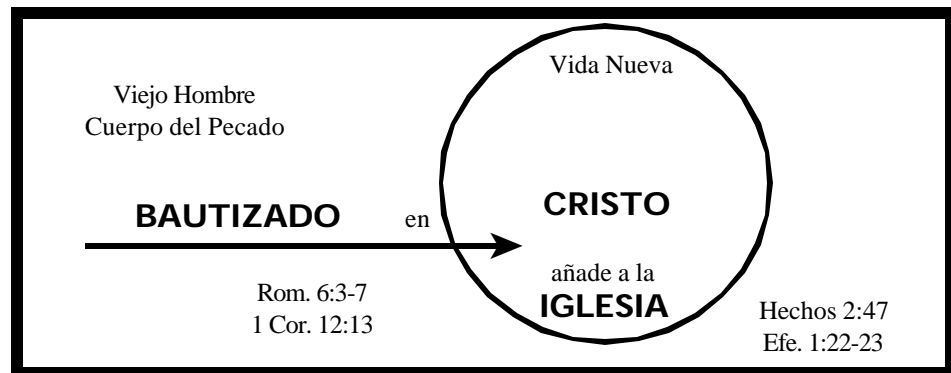 Vida Nueva
Viejo Hombre
Cuerpo del Pecado
BAUTIZADO en CRISTO
añade a la
IGLESIA
Rom. 6:3-7
1 Cor. 12:13
Hechos 2:47
Efe. 1:22-23